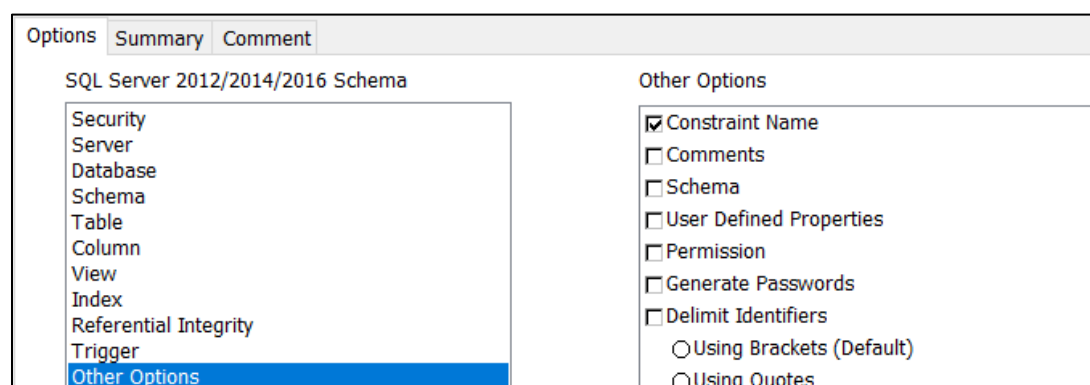 Options Summary Comment
SQL Server 2012/2014/2016 Schema
Security
Server
Database
Schema
Table
Column
View
Index
Referential Integrity
Trigger
Other Options
Other Options
Constraint Name
Comments
Schema
User Defined Properties
Permission
Generate Passwords
Delimit Identifiers
Using Brackets (Default)
Using Quotes